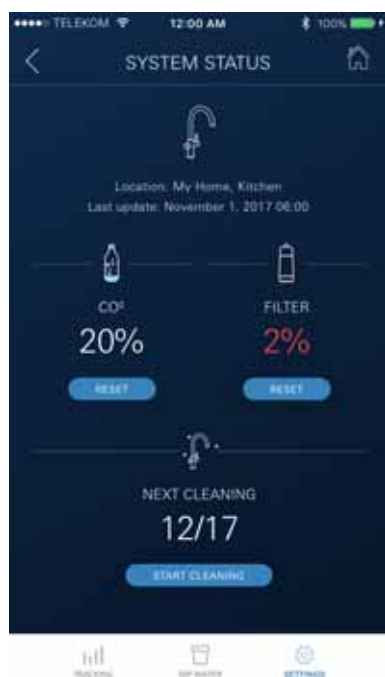 TELEKOM 12:00 AM 100%
SYSTEM STATUS
Location: My Home, Kitchen
Last update: November 1, 2017 06:00
CO² FILTER
20% 2%
RESET RESET
NEXT CLEANING
12/17
START CLEANING
TRACKING TAP WATER SETTINGS